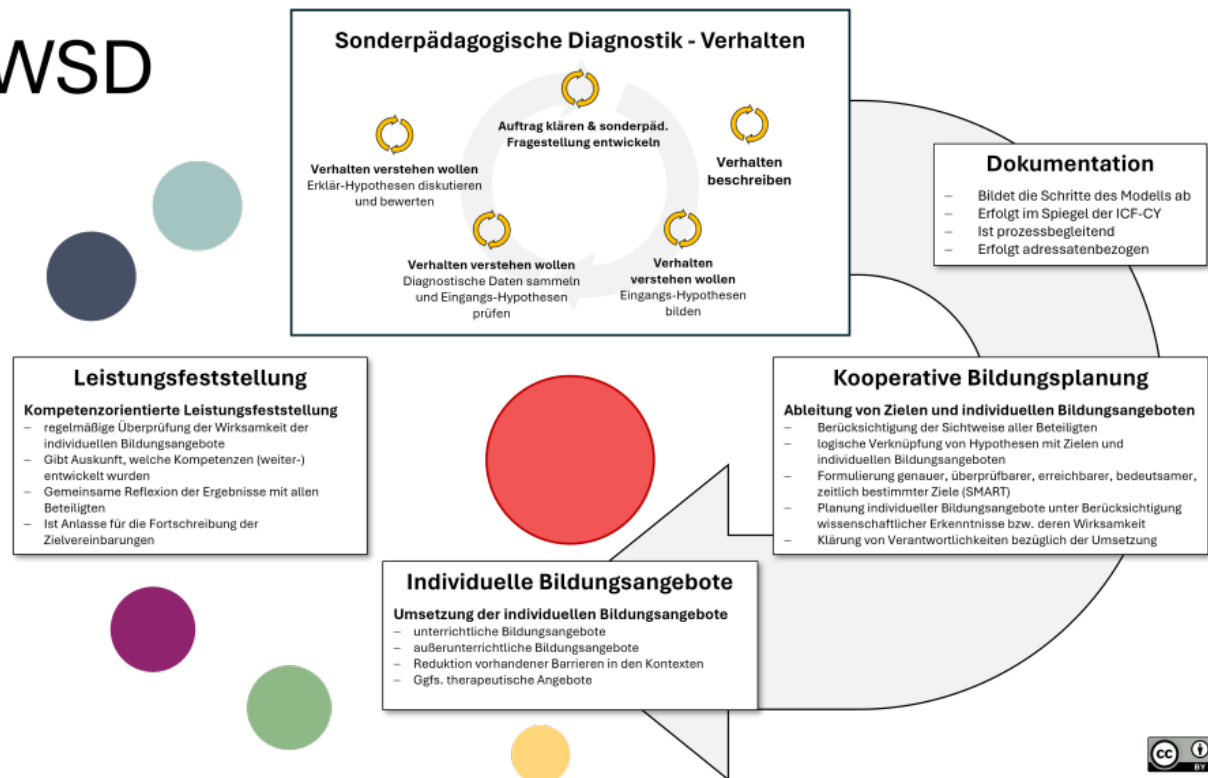 WSD
Sonderpädagogische Diagnostik - Verhalten
Auftrag klären & sonderpäd.
Fragestellung entwickeln
Verhalten
beschreiben
Verhalten
verstehen wollen
Eingangs-Hypothesen
bilden
Verhalten verstehen wollen
Diagnostische Daten sammeln
und Eingangs-Hypothesen
prüfen
Verhalten verstehen wollen
Erklär-Hypothesen diskutieren
und bewerten
Dokumentation
– Bildet die Schritte des Modells ab
– Erfolgt im Spiegel der ICF-CY
– Ist prozessbegleitend
– Erfolgt adressatenbezogen
Kooperative Bildungsplanung
Ableitung von Zielen und individuellen Bildungsangeboten
– Berücksichtigung der Sichtweise aller Beteiligten
– logische Verknüpfung von Hypothesen mit Zielen und
individuellen Bildungsangeboten
– Formulierung genauer, überprüfbarer, erreichbarer, bedeutsamer,
zeitlich bestimmter Ziele (SMART)
– Planung individueller Bildungsangebote unter Berücksichtigung
wissenschaftlicher Erkenntnisse bzw. deren Wirksamkeit
– Klärung von Verantwortlichkeiten bezüglich der Umsetzung
Individuelle Bildungsangebote
Umsetzung der individuellen Bildungsangebote
– unterrichtliche Bildungsangebote
– außerunterrichtliche Bildungsangebote
– Reduktion vorhandener Barrieren in den Kontexten
– Ggfs. therapeutische Angebote
Leistungsfeststellung
Kompetenzorientierte Leistungsfeststellung
– regelmäßige Überprüfung der Wirksamkeit der
individuellen Bildungsangebote
– Gibt Auskunft, welche Kompetenzen (weiter-)
entwickelt wurden
– Gemeinsame Reflexion der Ergebnisse mit allen
Beteiligten
– Ist Anlasse für die Fortschreibung der
Zielvereinbarungen
cc
BY